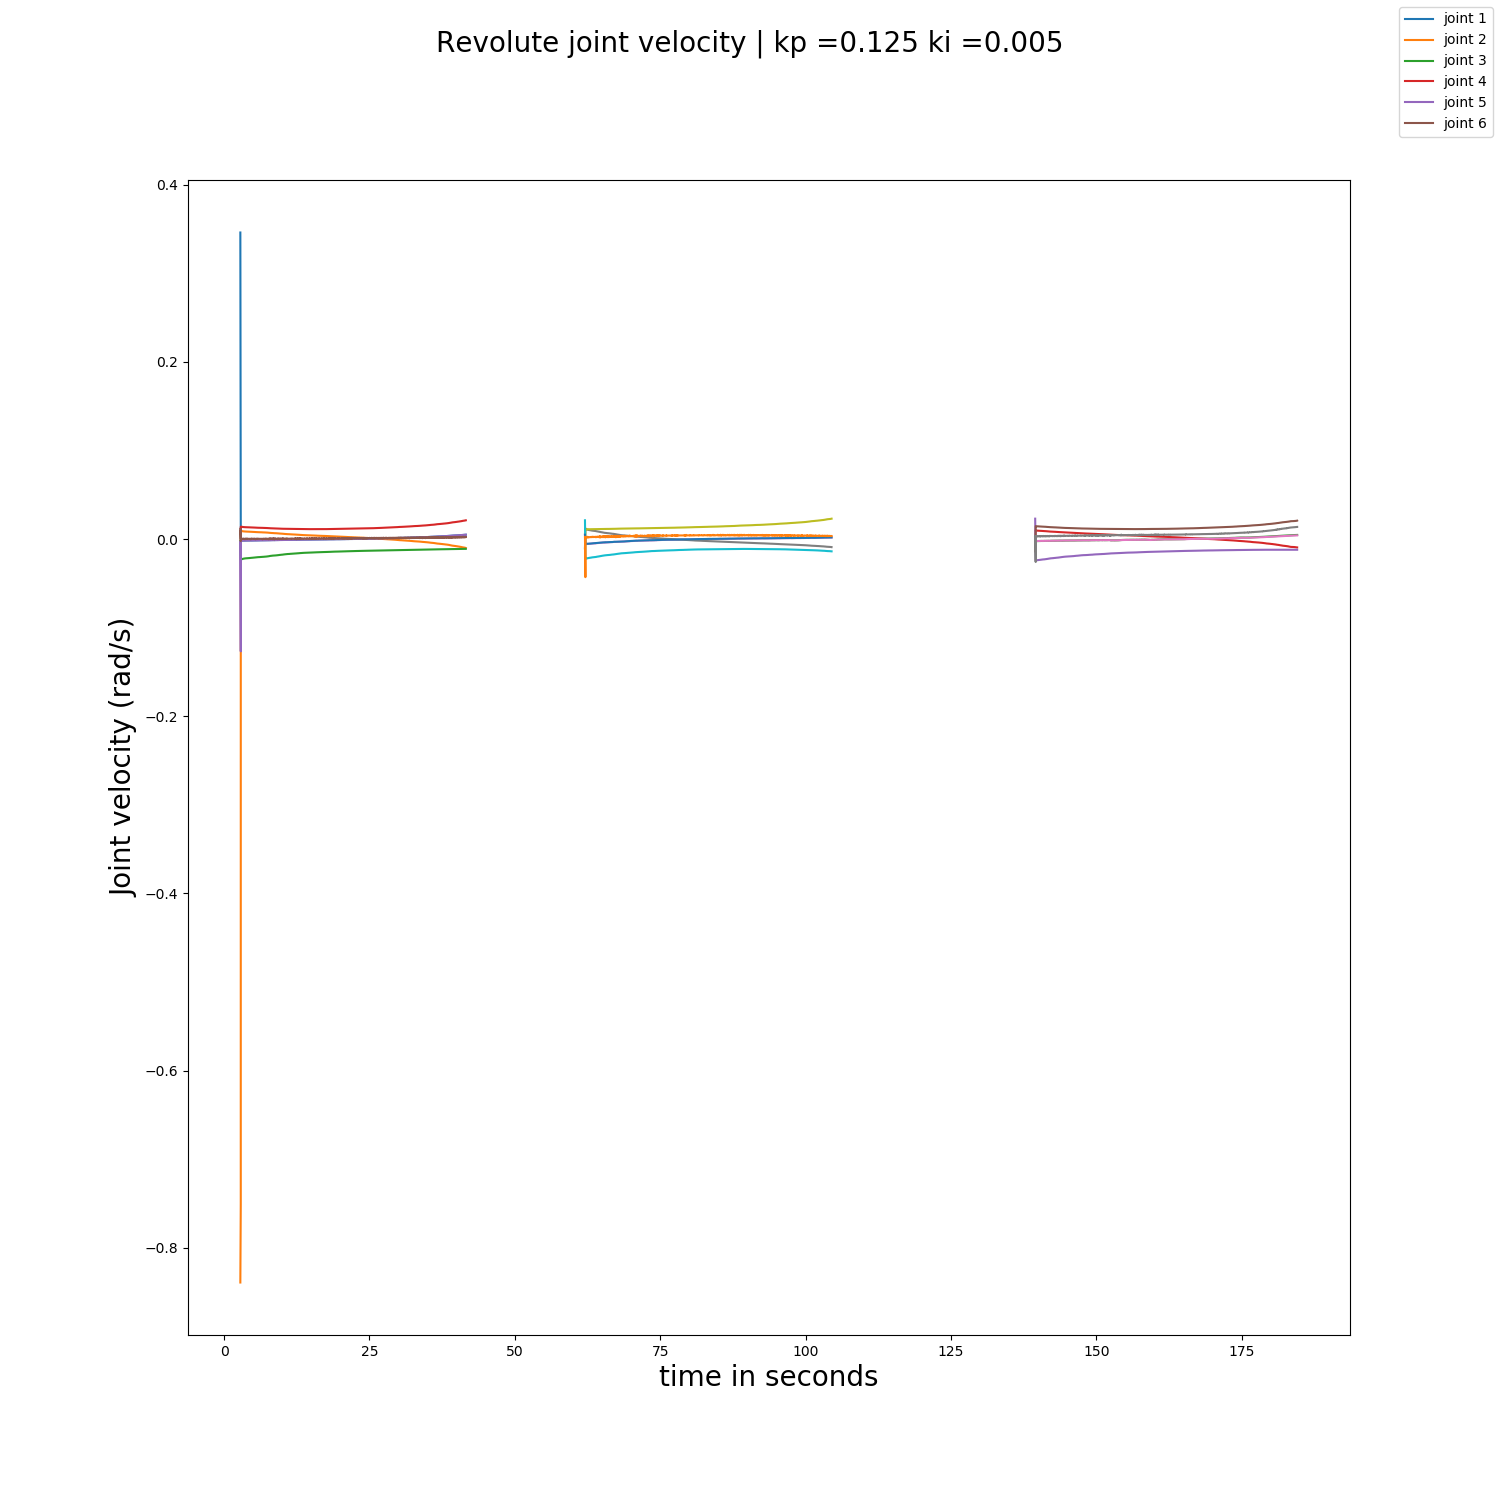 Revolute joint velocity | kp =0.125 ki =0.005
joint 1
joint 2
joint 3
joint 4
joint 5
joint 6
0.4
0.2
0.0
−0.2
−0.4
−0.6
−0.8
Joint velocity (rad/s)
0 25 50 75 100 125 150 175
time in seconds